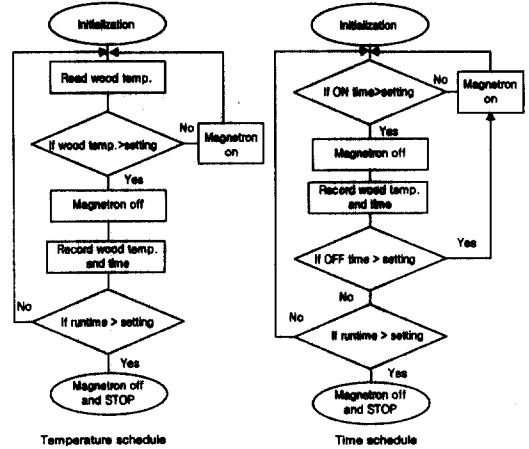 Initialization
Read wood temp.
If wood temp.>setting
No
Magnetron
on
Yes
Magnetron off
Record wood temp.
and time
No
If runtime > setting
Yes
Magnetron off
and STOP
Temperature schedule
Initialization
If ON time>setting
No
Magnetron
on
Yes
Magnetron off
Record wood temp.
and time
Yes
If OFF time > setting
No
No
If runtime > setting
Yes
Magnetron off
and STOP
Time schedule